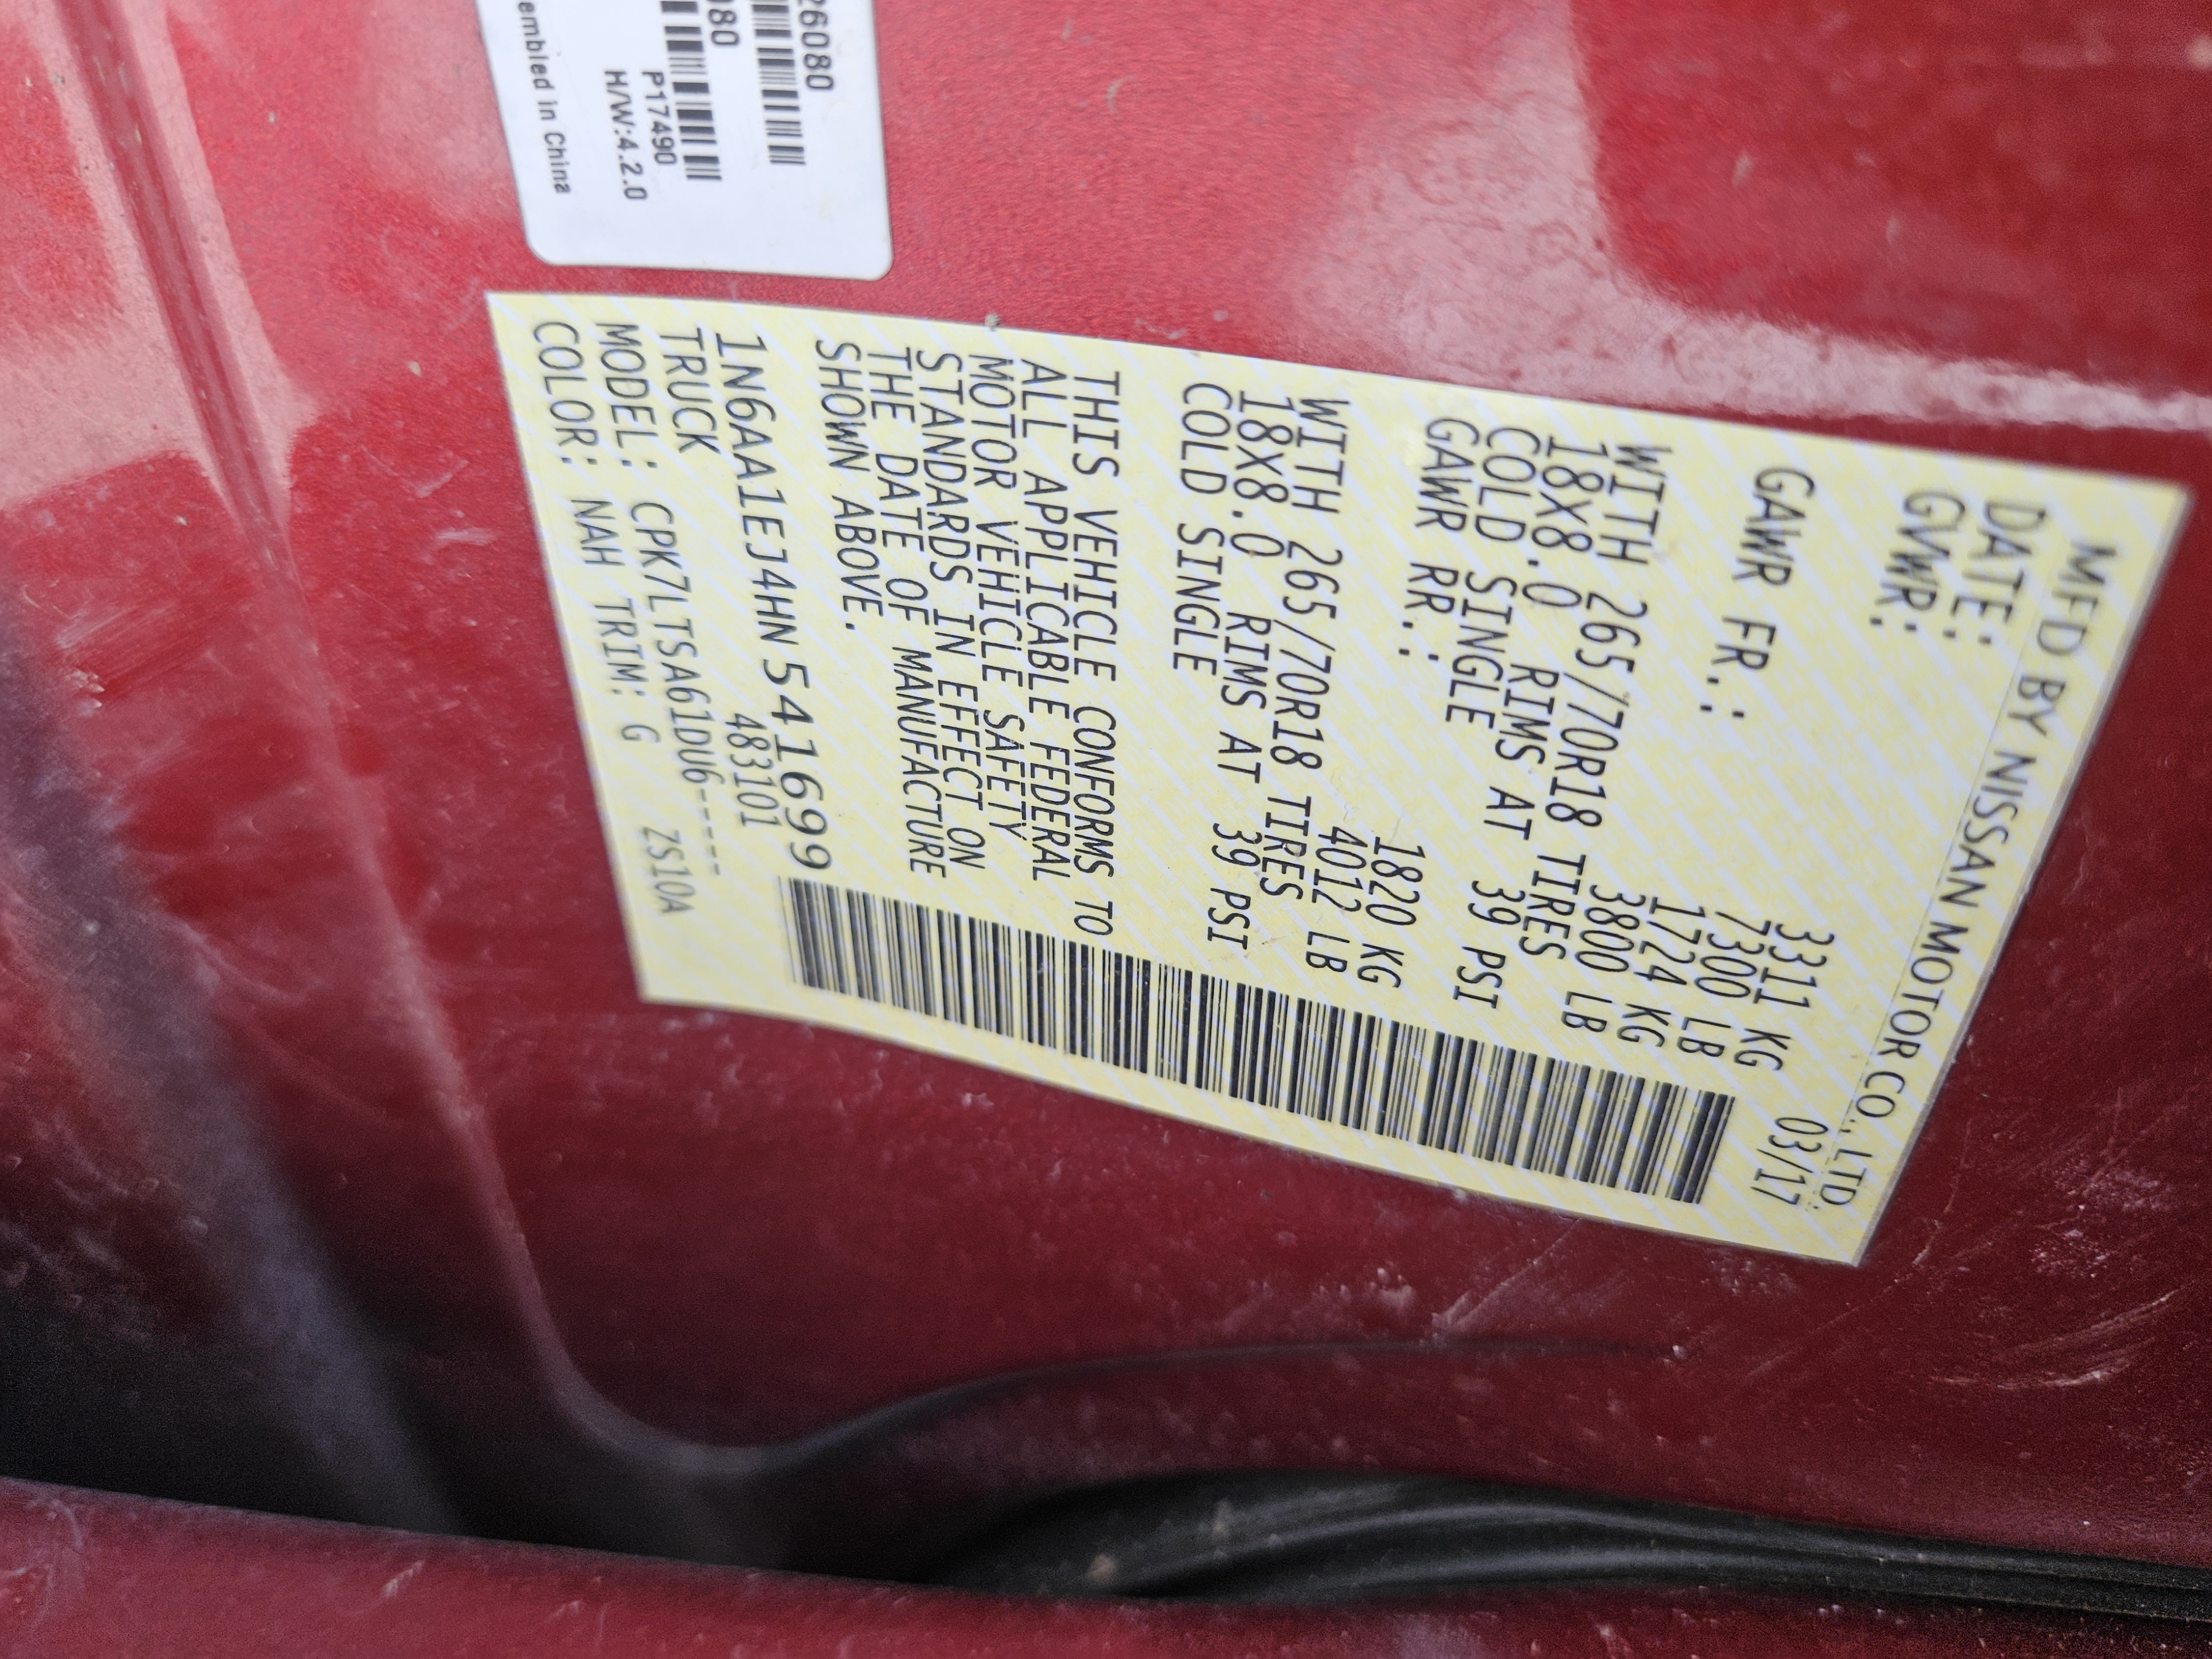 26080
080
P17490
H/W:4.2.0
embled in China
MFD BY NISSAN MOTOR CO., LTD.
DATE: 03/17
GVWR: 3311 KG
7300 LB
GAWR FR.: 1724 KG
3800 LB
WITH 265/70R18 TIRES
18X8.0 RIMS AT 39 PSI
COLD SINGLE
GAWR RR.: 1820 KG
4012 LB
WITH 265/70R18 TIRES
18X8.0 RIMS AT 39 PSI
COLD SINGLE
THIS VEHICLE CONFORMS TO
ALL APPLICABLE FEDERAL
MOTOR VEHICLE SAFETY
STANDARDS IN EFFECT ON
THE DATE OF MANUFACTURE
SHOWN ABOVE.
1N6AA1EJ4HN541699
TRUCK 483101
MODEL: CPK7LTSA61DU6-----
COLOR: NAH TRIM: G ZS10A